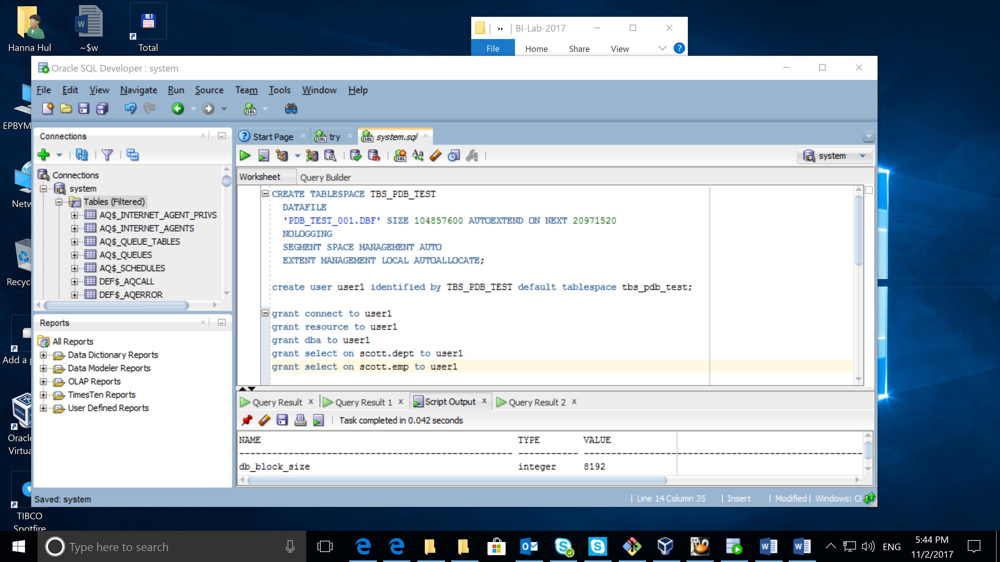 Hanna Hul
~$w
Total
BI-Lab-2017
File Home Share View
Oracle SQL Developer : system
File Edit View Navigate Run Source Team Tools Window Help
EPBYM
Netw
Recyc
Add a p
Oracle
Virtua
TIBCO
Spotfire
Connections
Connections
system
Tables (Filtered)
AQ$_INTERNET_AGENT_PRIVS
AQ$_INTERNET_AGENTS
AQ$_QUEUE_TABLES
AQ$_QUEUES
AQ$_SCHEDULES
DEF$_AQCALL
DEF$_AQERROR
Reports
All Reports
Data Dictionary Reports
Data Modeler Reports
OLAP Reports
TimesTen Reports
User Defined Reports
Start Page try system.sql
system
Worksheet Query Builder
CREATE TABLESPACE TBS_PDB_TEST
DATAFILE
'PDB_TEST_001.DBF' SIZE 104857600 AUTOEXTEND ON NEXT 20971520
NOLOGGING
SEGMENT SPACE MANAGEMENT AUTO
EXTENT MANAGEMENT LOCAL AUTOALLOCATE;
create user user1 identified by TBS_PDB_TEST default tablespace tbs_pdb_test;
grant connect to user1
grant resource to user1
grant dba to user1
grant select on scott.dept to user1
grant select on scott.emp to user1
Query Result Query Result 1 Script Output Query Result 2
Task completed in 0.042 seconds
NAME TYPE VALUE
db_block_size integer 8192
Saved: system
Line 14 Column 35 | Insert | Modified | Windows: CR
Type here to search
ENG
5:44 PM
11/2/2017